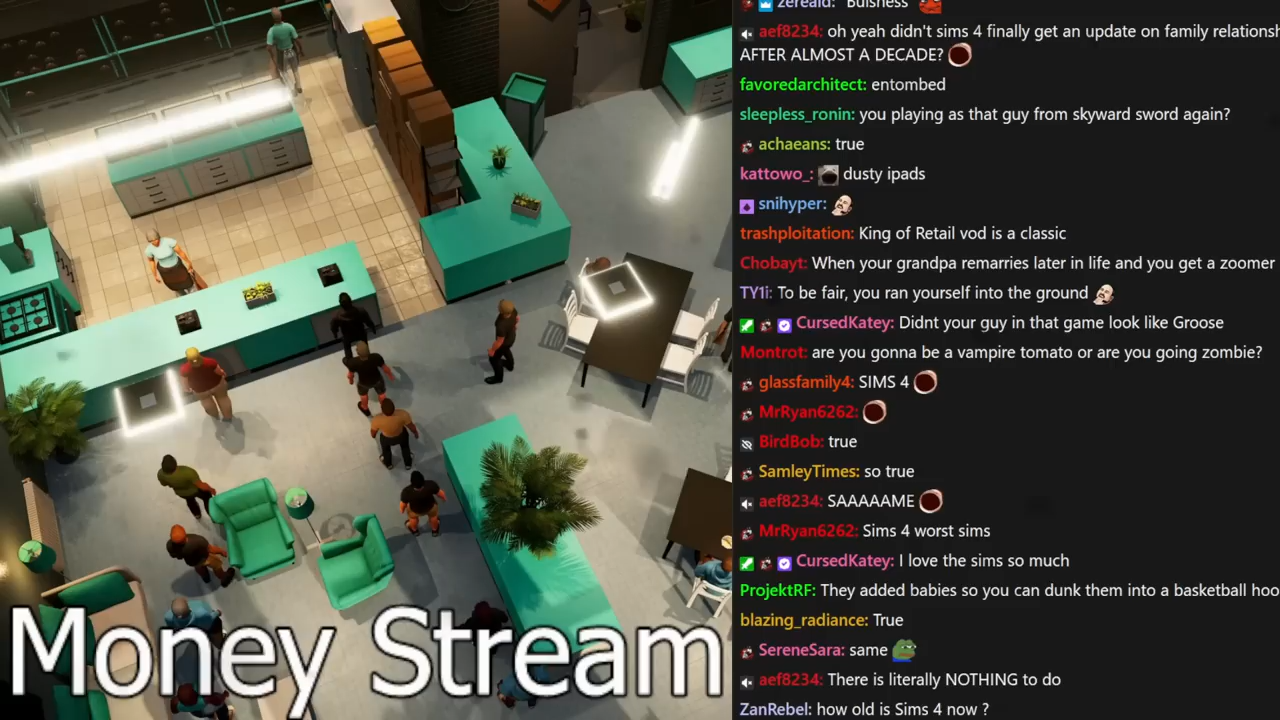 zereald: Buisness
aef8234: oh yeah didn't sims 4 finally get an update on family relations
AFTER ALMOST A DECADE?
favoredarchitect: entombed
sleepless_ronin: you playing as that guy from skyward sword again?
achaeans: true
kattowo_: dusty ipads
snihyper:
trashploitation: King of Retail vod is a classic
Chobayt: When your grandpa remarries later in life and you get a zoomer
TY1i: To be fair, you ran yourself into the ground
CursedKatey: Didnt your guy in that game look like Groose
Montrot: are you gonna be a vampire tomato or are you going zombie?
glassfamily4: SIMS 4
MrRyan6262:
BirdBob: true
SamleyTimes: so true
aef8234: SAAAAAME
MrRyan6262: Sims 4 worst sims
CursedKatey: I love the sims so much
ProjektRF: They added babies so you can dunk them into a basketball hoo
blazing_radiance: True
SereneSara: same
aef8234: There is literally NOTHING to do
ZanRebel: how old is Sims 4 now ?
Money Stream